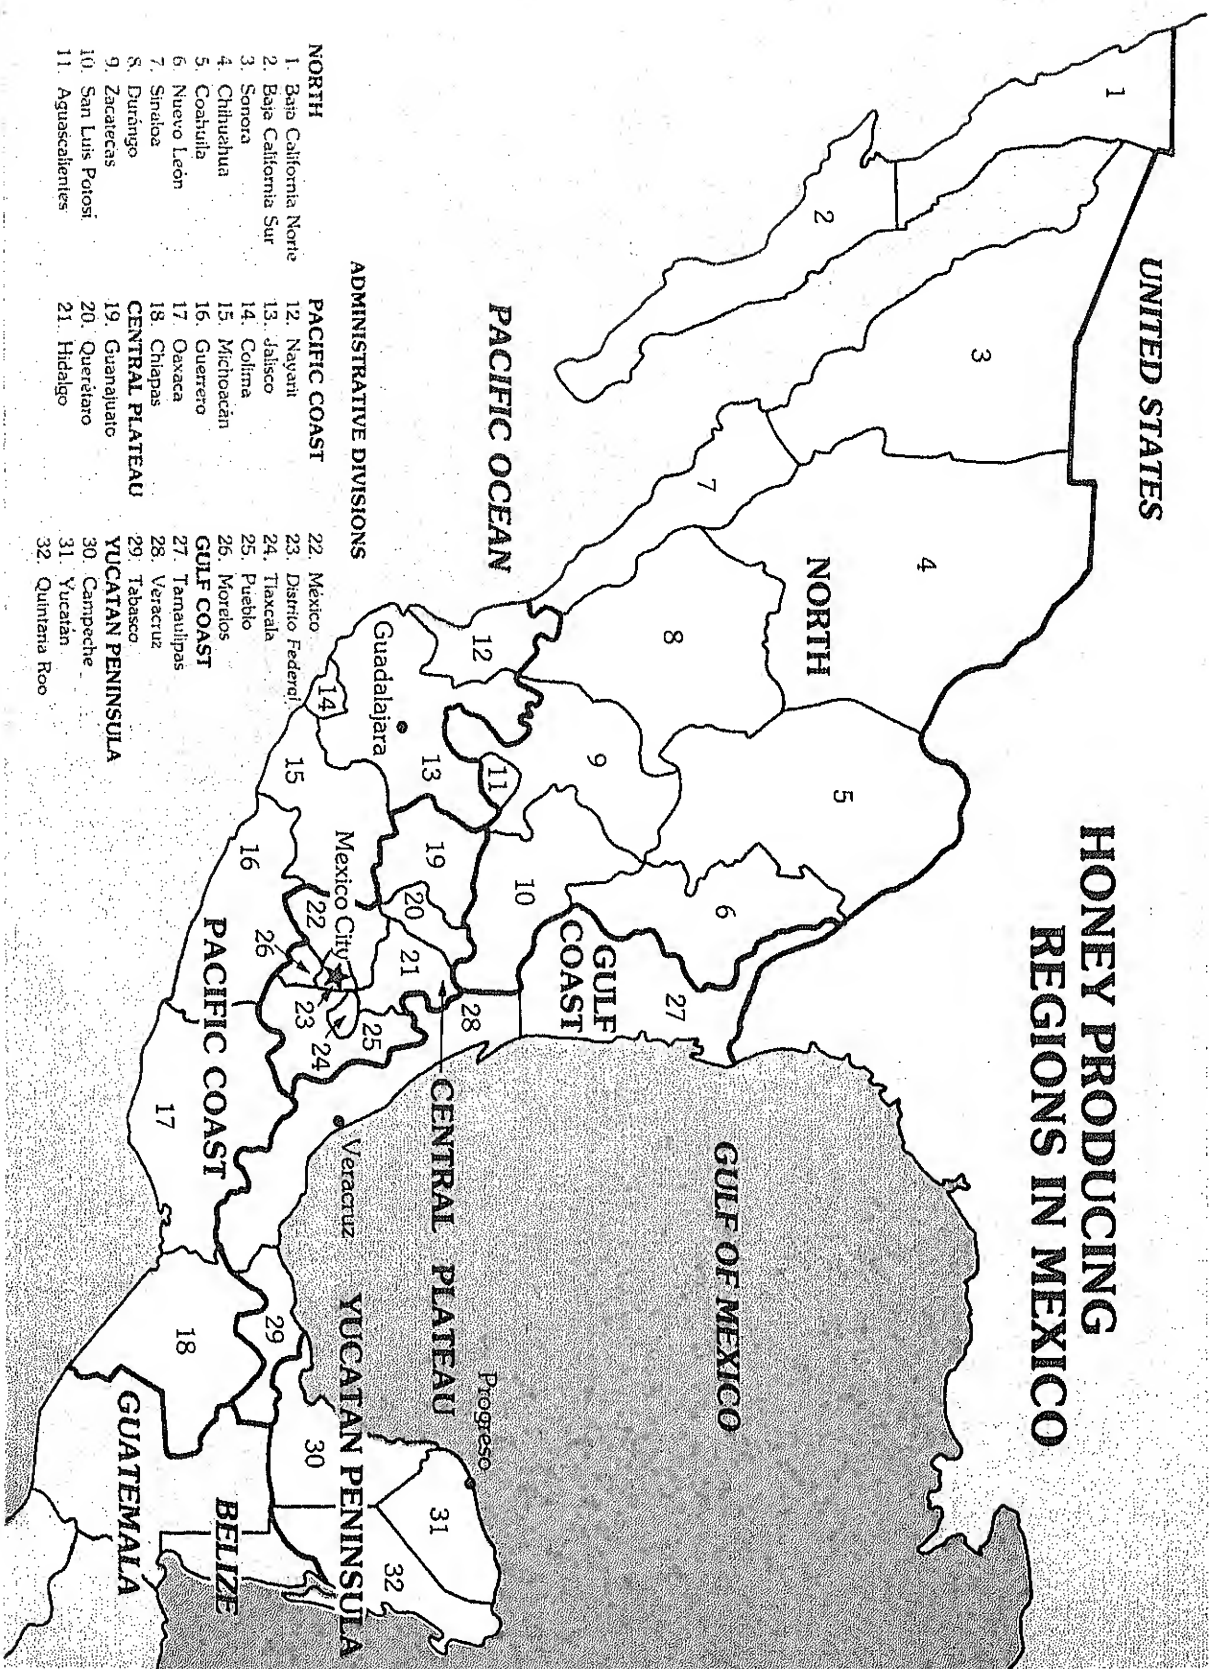 HONEY PRODUCING
REGIONS IN MEXICO
UNITED STATES
1
2
3
4
NORTH
5
6
7
8
9
10
11
12
13
14
15
16
17
18
19
20
21
22
23
24
25
26
27
28
29
30
31
32
GULF
COAST
GULF OF MEXICO
PACIFIC OCEAN
Guadalajara
Mexico City
Veracruz
Progreso
CENTRAL PLATEAU
PACIFIC COAST
YUCATAN PENINSULA
BELIZE
GUATEMALA
ADMINISTRATIVE DIVISIONS
NORTH
1. Baja California Norte
2. Baja California Sur
3. Sonora
4. Chihuahua
5. Coahuila
6. Nuevo León
7. Sinaloa
8. Durángo
9. Zacatecas
10. San Luis Potosi
11. Aguascalientes
PACIFIC COAST
12. Nayarit
13. Jalisco
14. Colima
15. Michoacán
16. Guerrero
17. Oaxaca
18. Chiapas
CENTRAL PLATEAU
19. Guanajuato
20. Querétaro
21. Hidalgo
22. México
23. Distrito Federal
24. Tlaxcala
25. Pueblo
26. Morelos
GULF COAST
27. Tamaulipas
28. Veracruz
29. Tabasco
YUCATAN PENINSULA
30. Campeche
31. Yucatán
32. Quintana Roo